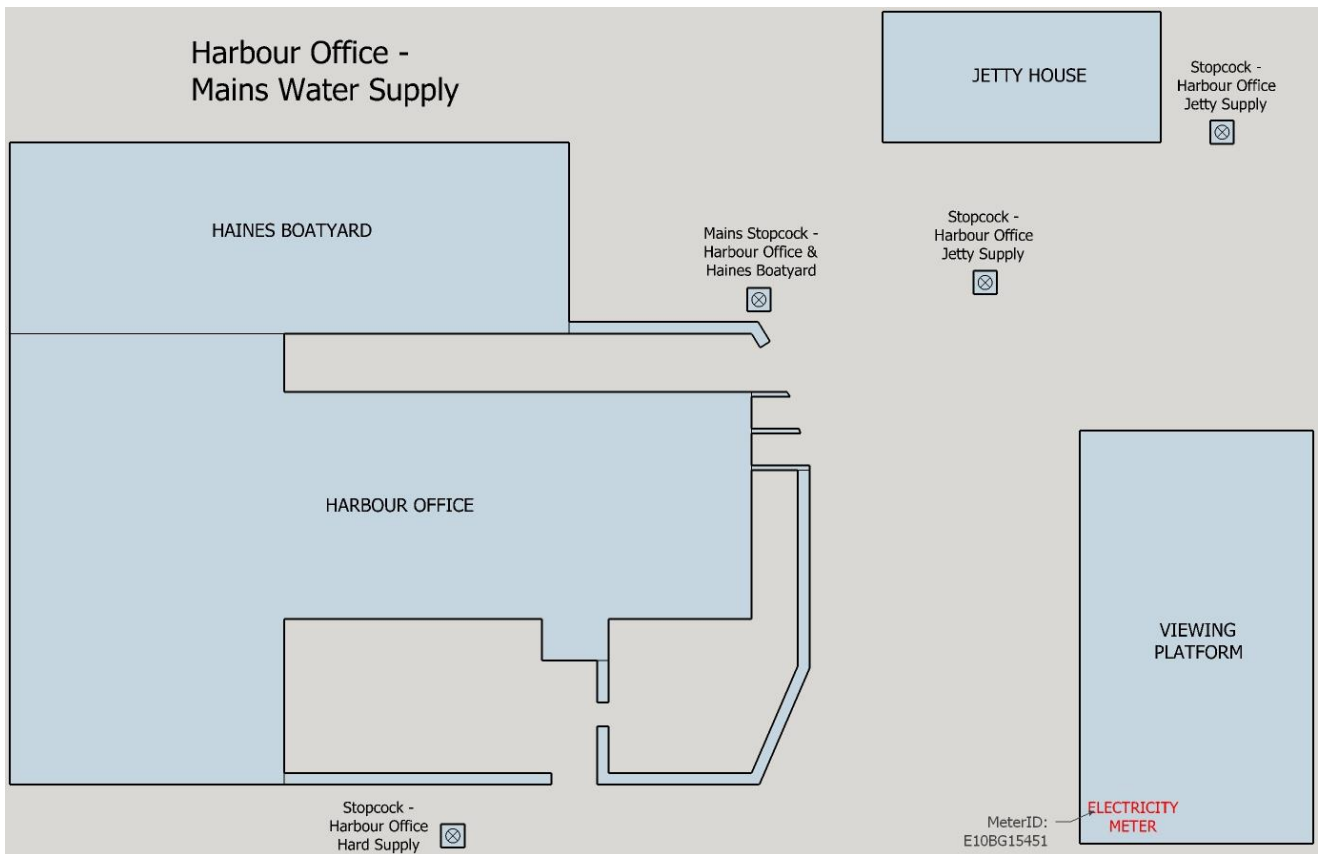 Harbour Office -
Mains Water Supply
JETTY HOUSE
Stopcock -
Harbour Office
Jetty Supply
HAINES BOATYARD
Mains Stopcock -
Harbour Office &
Haines Boatyard
Stopcock -
Harbour Office
Jetty Supply
HARBOUR OFFICE
VIEWING
PLATFORM
Stopcock -
Harbour Office
Hard Supply
MeterID:
E10BG15451
ELECTRICITY
METER